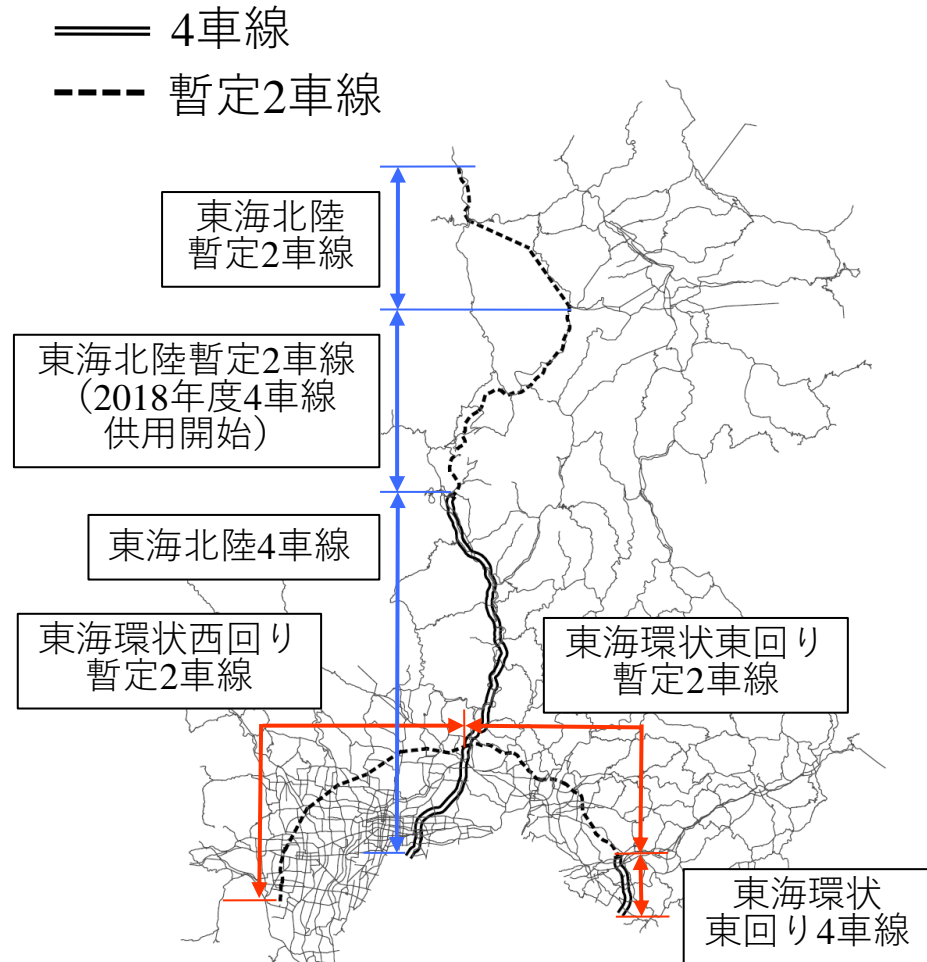 4車線
暫定2車線
東海北陸
暫定2車線
東海北陸暫定2車線
（2018年度4車線
供用開始）
東海北陸4車線
東海環状西回り
暫定2車線
東海環状東回り
暫定2車線
東海環状
東回り4車線